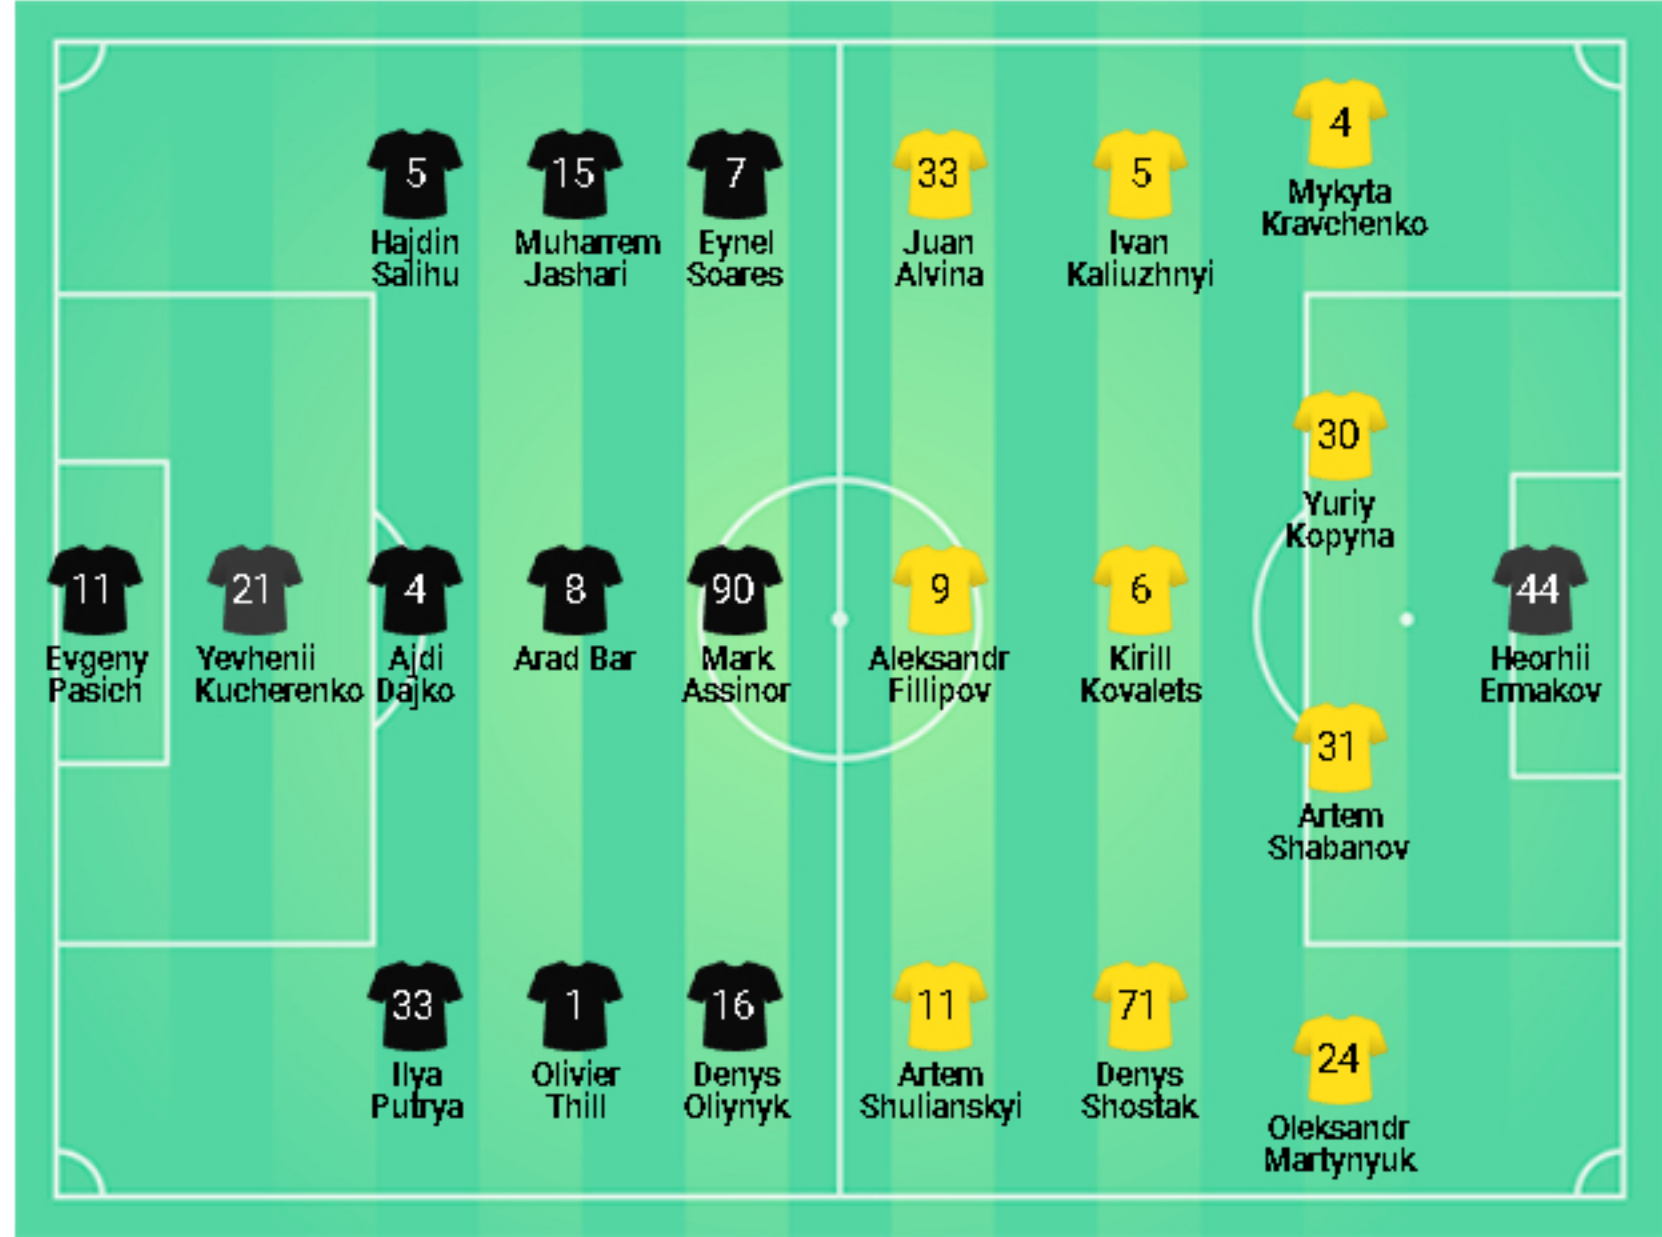 4
Mykyta
Kravchenko
5
Hajdin
Salihu
15
Muharrem
Jashari
7
Eynel
Soares
33
Juan
Alvina
5
Ivan
Kaliuzhnyi
30
Yuriy
Kopyna
11
Evgeny
Pasich
21
Yevhenii
Kucherenko
4
Ajdi
Dajko
8
Arad Bar
90
Mark
Assinor
9
Aleksandr
Fillipov
6
Kirill
Kovalets
44
Heorhii
Ermakov
31
Artem
Shabanov
33
Ilya
Putrya
1
Olivier
Thill
16
Denys
Oliynyk
11
Artem
Shulianskyi
71
Denys
Shostak
24
Oleksandr
Martynyuk